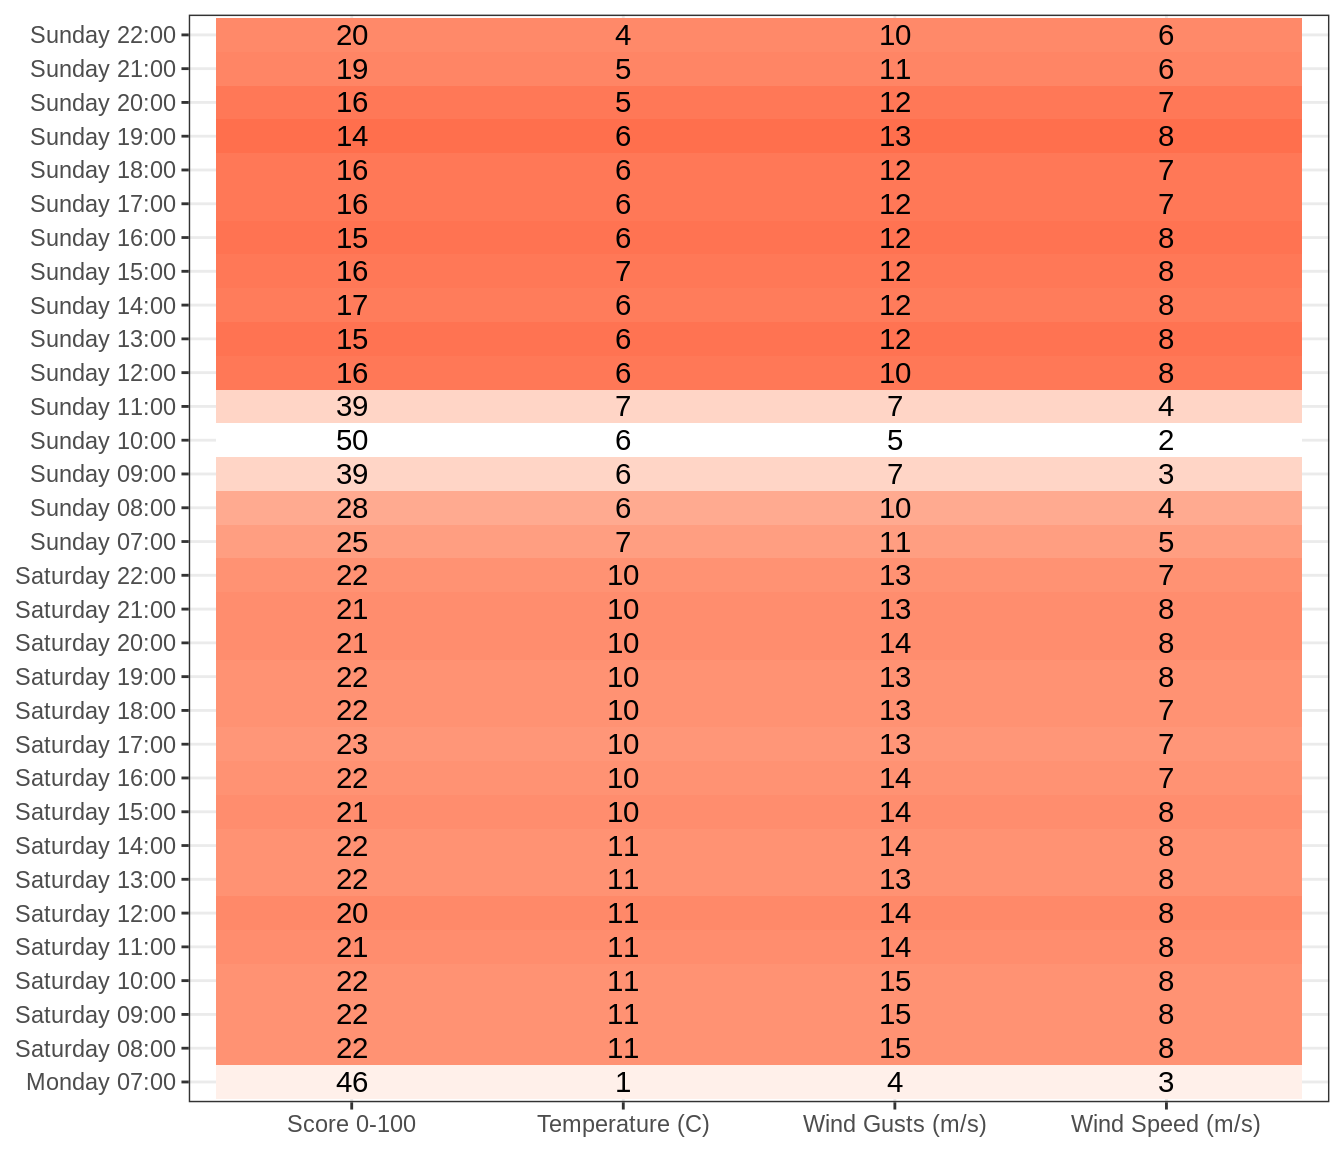 Sunday 22:00 20 4 10 6
Sunday 21:00 19 5 11 6
Sunday 20:00 16 5 12 7
Sunday 19:00 14 6 13 8
Sunday 18:00 16 6 12 7
Sunday 17:00 16 6 12 7
Sunday 16:00 15 6 12 8
Sunday 15:00 16 7 12 8
Sunday 14:00 17 6 12 8
Sunday 13:00 15 6 12 8
Sunday 12:00 16 6 10 8
Sunday 11:00 39 7 7 4
Sunday 10:00 50 6 5 2
Sunday 09:00 39 6 7 3
Sunday 08:00 28 6 10 4
Sunday 07:00 25 7 11 5
Saturday 22:00 22 10 13 7
Saturday 21:00 21 10 13 8
Saturday 20:00 21 10 14 8
Saturday 19:00 22 10 13 8
Saturday 18:00 22 10 13 7
Saturday 17:00 23 10 13 7
Saturday 16:00 22 10 14 7
Saturday 15:00 21 10 14 8
Saturday 14:00 22 11 14 8
Saturday 13:00 22 11 13 8
Saturday 12:00 20 11 14 8
Saturday 11:00 21 11 14 8
Saturday 10:00 22 11 15 8
Saturday 09:00 22 11 15 8
Saturday 08:00 22 11 15 8
Monday 07:00 46 1 4 3
Score 0-100 Temperature (C) Wind Gusts (m/s) Wind Speed (m/s)